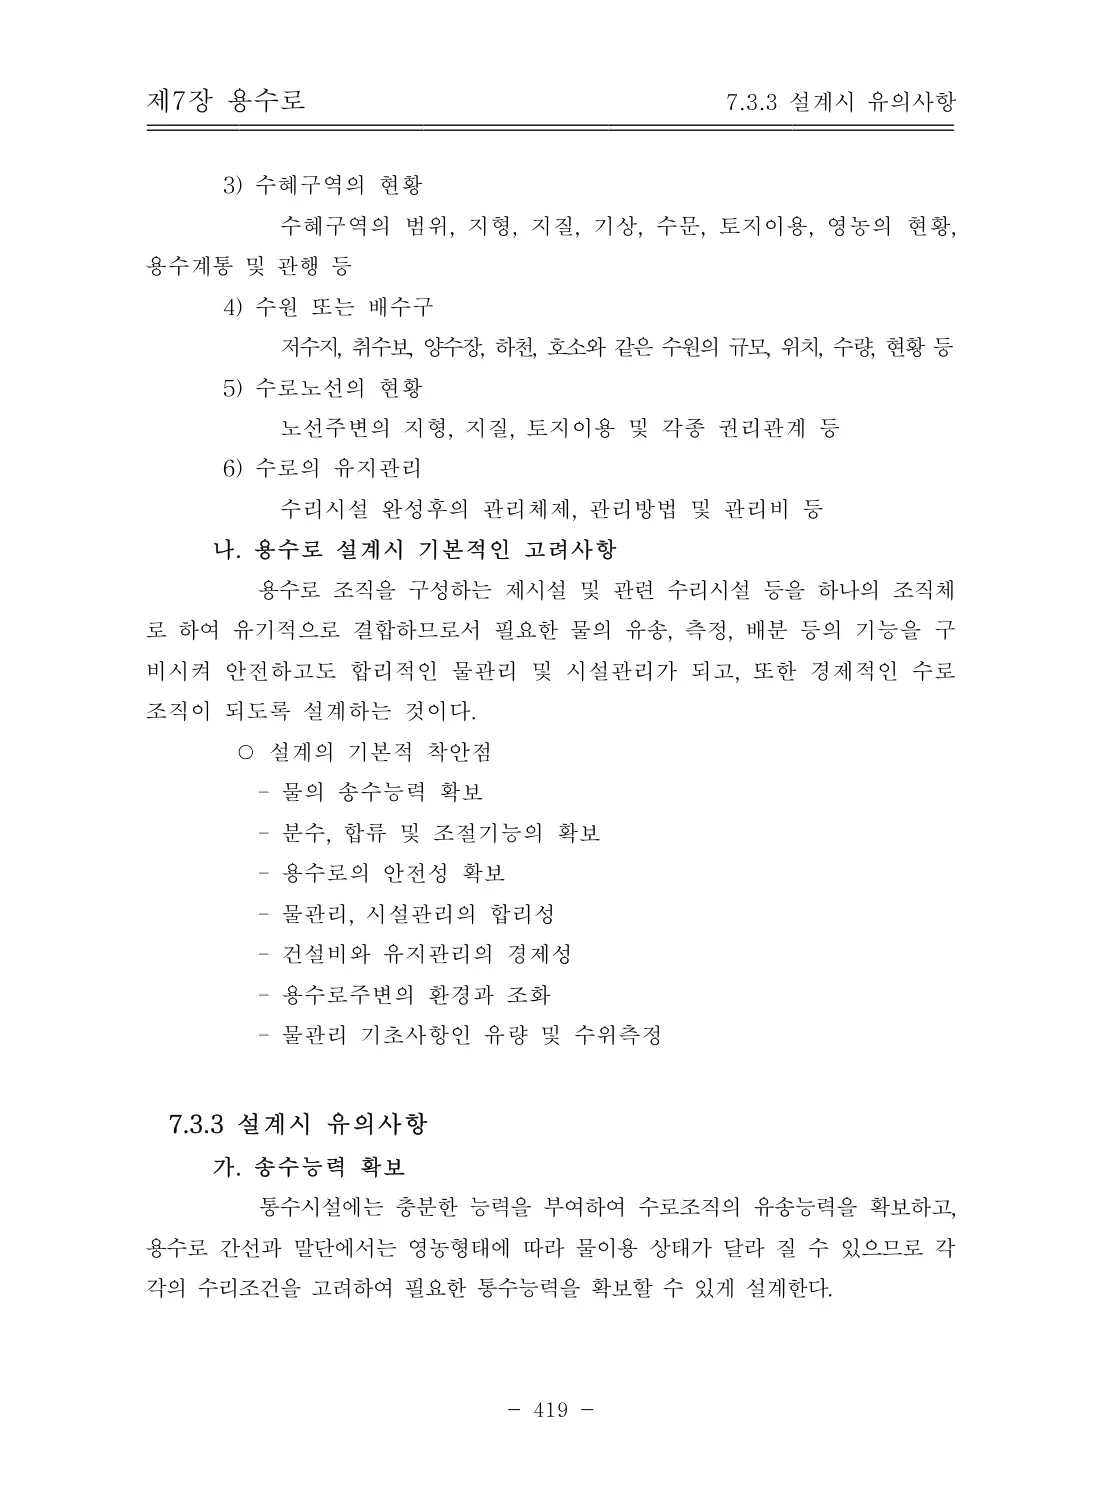 제7장 용수로
7.3.3 설계시 유의사항
3) 수혜구역의 현황
수혜구역의 범위, 지형, 지질, 기상, 수문, 토지이용, 영농의 현황,
용수계통 및 관행 등
4) 수원 또는 배수구
저수지, 취수보, 양수장, 하천, 호소와 같은 수원의 규모, 위치, 수량, 현황 등
5) 수로노선의 현황
노선주변의 지형, 지질, 토지이용 및 각종 권리관계 등
6) 수로의 유지관리
수리시설 완성후의 관리체제, 관리방법 및 관리비 등
나. 용수로 설계시 기본적인 고려사항
용수로 조직을 구성하는 제시설 및 관련 수리시설 등을 하나의 조직체
로 하여 유기적으로 결합하므로서 필요한 물의 유송, 측정, 배분 등의 기능을 구
비시켜 안전하고도 합리적인 물관리 및 시설관리가 되고, 또한 경제적인 수로
조직이 되도록 설계하는 것이다.
○ 설계의 기본적 착안점
- 물의 송수능력 확보
- 분수, 합류 및 조절기능의 확보
- 용수로의 안전성 확보
- 물관리, 시설관리의 합리성
- 건설비와 유지관리의 경제성
- 용수로주변의 환경과 조화
- 물관리 기초사항인 유량 및 수위측정
7.3.3 설계시 유의사항
가. 송수능력 확보
통수시설에는 충분한 능력을 부여하여 수로조직의 유송능력을 확보하고,
용수로 간선과 말단에서는 영농형태에 따라 물이용 상태가 달라 질 수 있으므로 각
각의 수리조건을 고려하여 필요한 통수능력을 확보할 수 있게 설계한다.
- 419 -